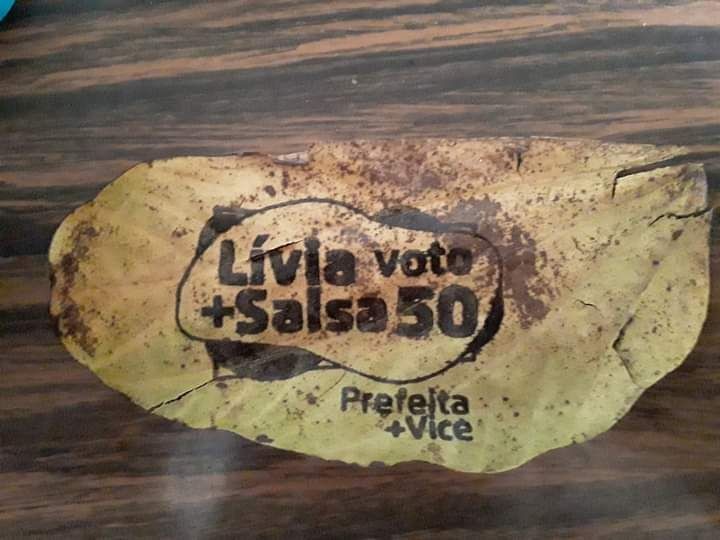 Lívia voto
+Salsa 50
Prefeita
+Vice